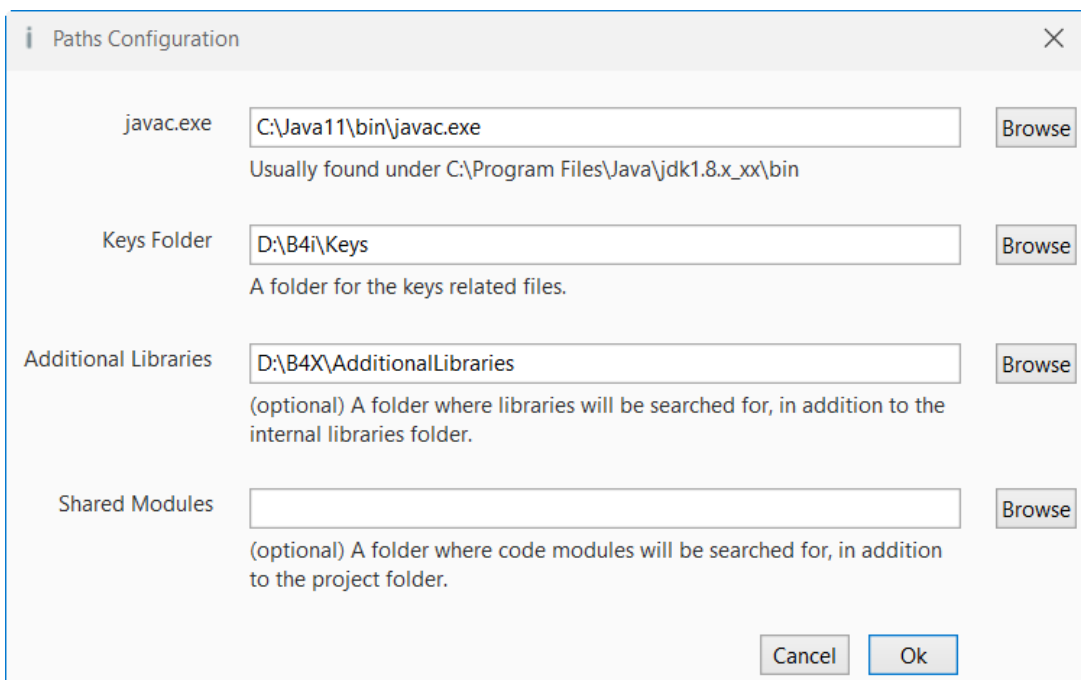 Paths Configuration
javac.exe
C:\Java11\bin\javac.exe
Browse
Usually found under C:\Program Files\Java\jdk1.8.x_xx\bin
Keys Folder
D:\B4i\Keys
Browse
A folder for the keys related files.
Additional Libraries
D:\B4X\AdditionalLibraries
Browse
(optional) A folder where libraries will be searched for, in addition to the
internal libraries folder.
Shared Modules
Browse
(optional) A folder where code modules will be searched for, in addition
to the project folder.
Cancel
Ok